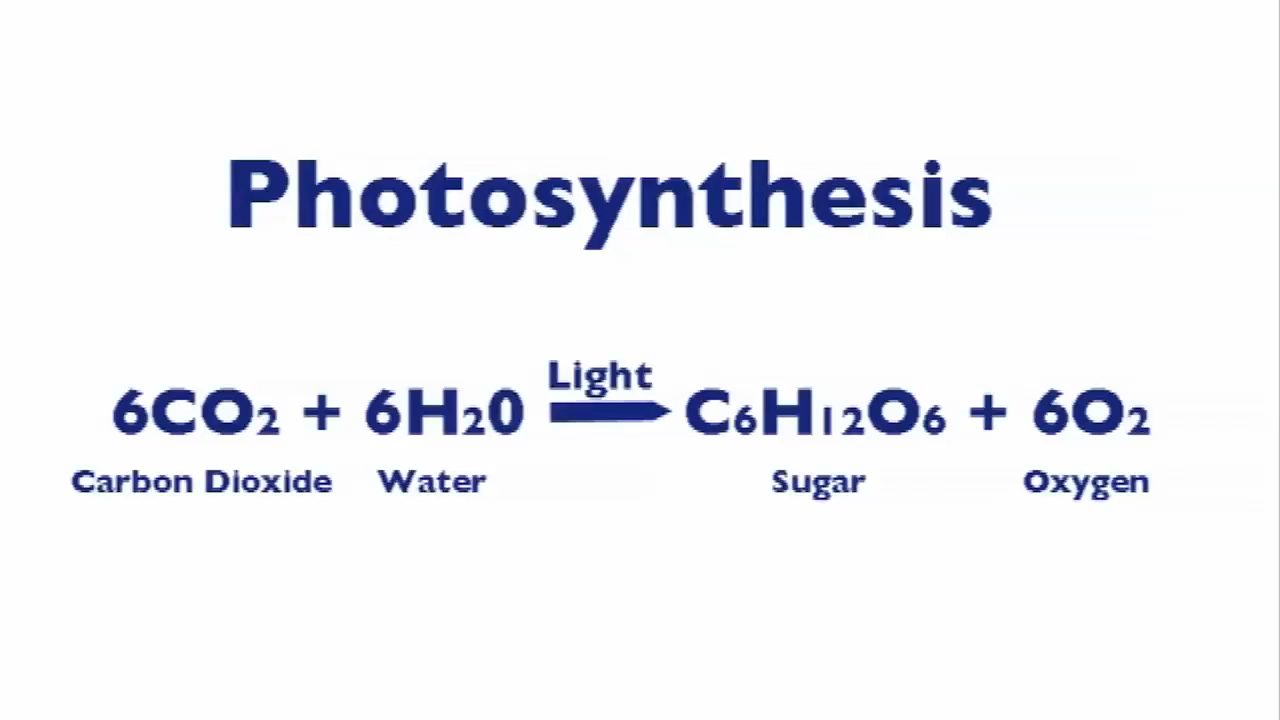 Photosynthesis
Light
6CO₂ + 6H₂0 C₆H₁₂O₆ + 6O₂
Carbon Dioxide Water Sugar Oxygen